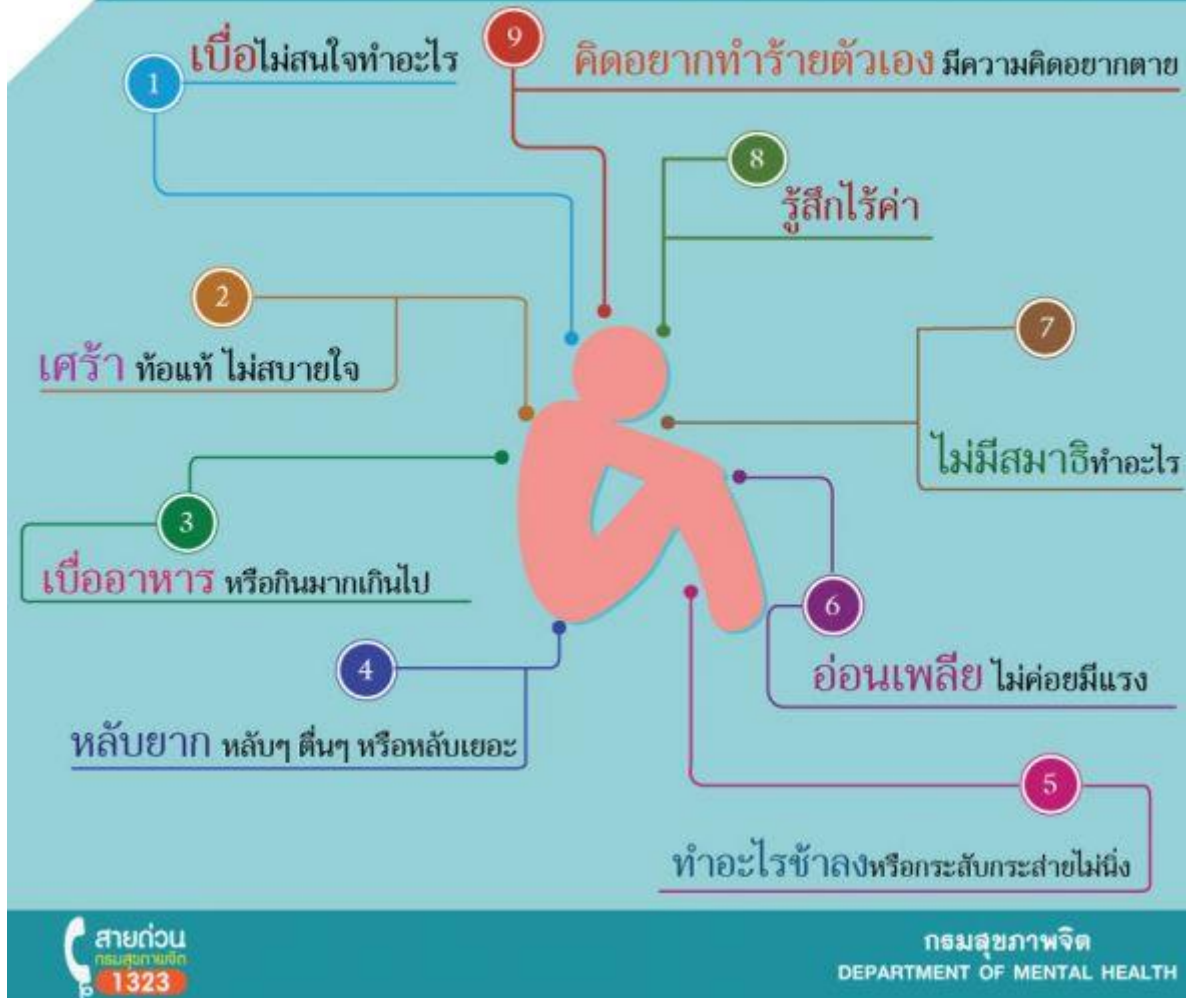 1
เบื่อไม่สนใจทำอะไร
2
เศร้า ท้อแท้ ไม่สบายใจ
3
เบื่ออาหาร หรือกินมากเกินไป
4
หลับยาก หลับๆ ตื่นๆ หรือหลับเยอะ
5
ทำอะไรช้าลงหรือกระสับกระส่ายไม่นิ่ง
6
อ่อนเพลีย ไม่ค่อยมีแรง
7
ไม่มีสมาธิทำอะไร
8
รู้สึกไร้ค่า
9
คิดอยากทำร้ายตัวเอง มีความคิดอยากตาย
สายด่วน
กรมสุขภาพจิต
1323
กรมสุขภาพจิต
DEPARTMENT OF MENTAL HEALTH